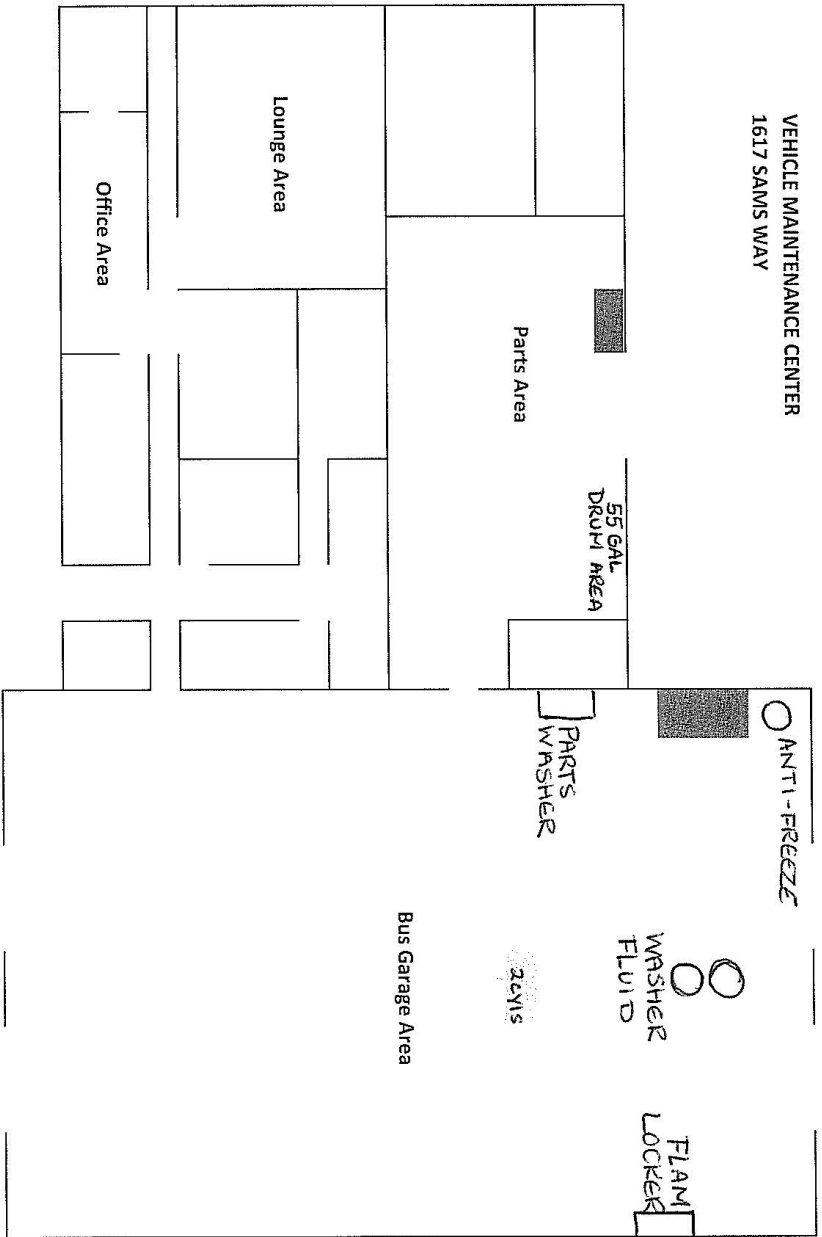 VEHICLE MAINTENANCE CENTER
1617 SAMS WAY
Lounge Area
Office Area
Parts Area
55 GAL
DRUM AREA
ANTI-FREEZE
PARTS
WASHER
WASHER
FLUID
Bus Garage Area
2cyls
FLAM
LOCKER